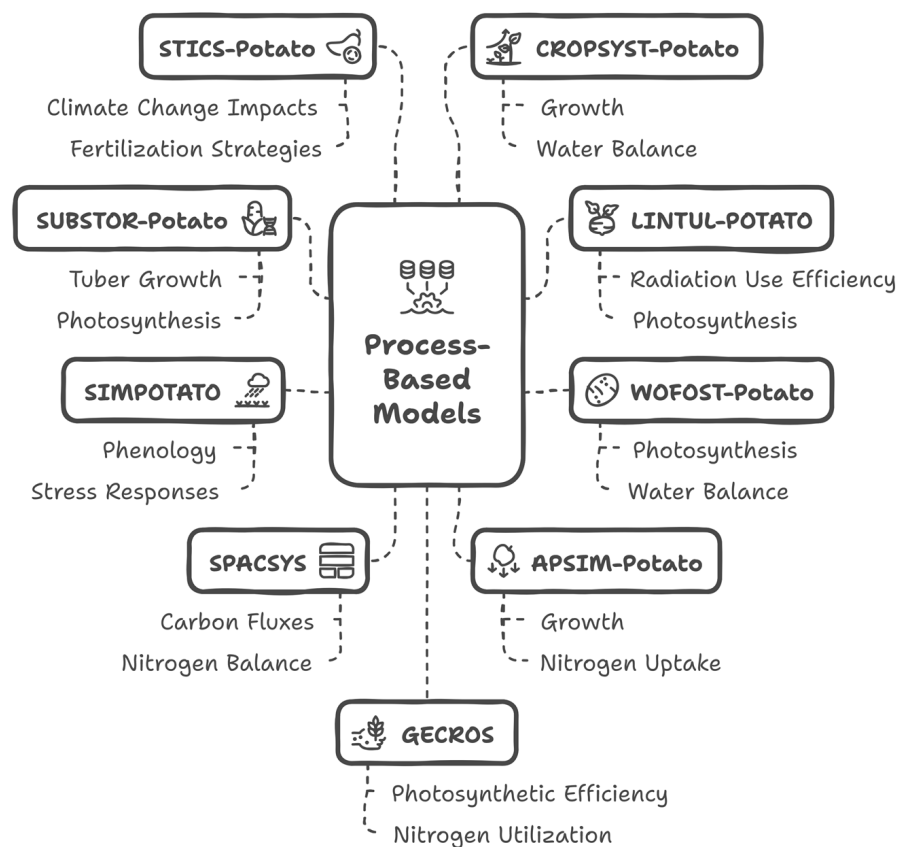 STICS-Potato
Climate Change Impacts
Fertilization Strategies
CROPSYST-Potato
Growth
Water Balance
SUBSTOR-Potato
Tuber Growth
Photosynthesis
LINTUL-POTATO
Radiation Use Efficiency
Photosynthesis
Process-
Based
Models
SIMPOTATO
Phenology
Stress Responses
WOFOST-Potato
Photosynthesis
Water Balance
SPACSYS
Carbon Fluxes
Nitrogen Balance
APSIM-Potato
Growth
Nitrogen Uptake
GECROS
Photosynthetic Efficiency
Nitrogen Utilization